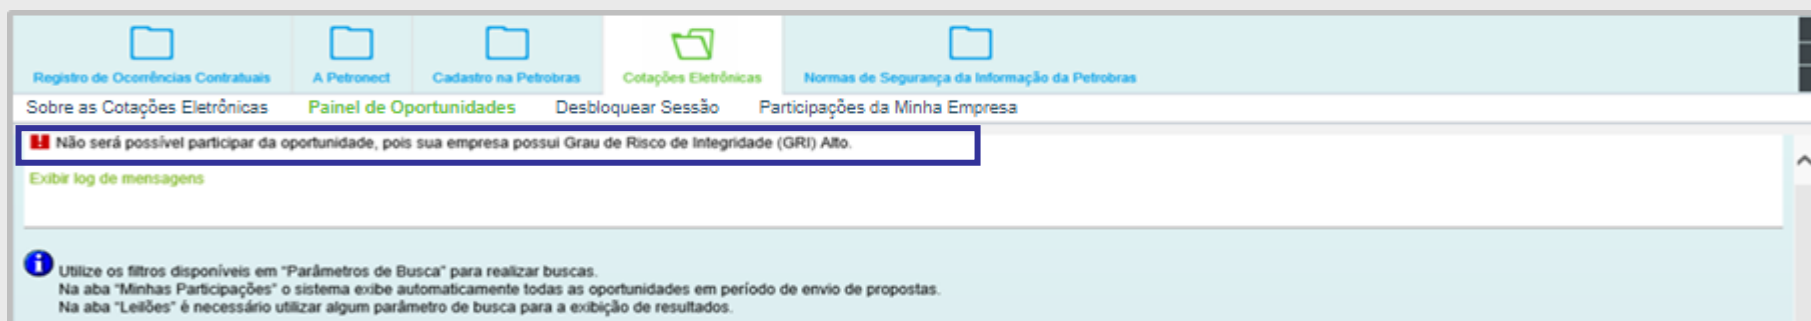 Registro de Ocorrências Contratuais
A Petronect
Cadastro na Petrobras
Cotações Eletrônicas
Normas de Segurança da Informação da Petrobras
Sobre as Cotações Eletrônicas
Painel de Oportunidades
Desbloquear Sessão
Participações da Minha Empresa
Não será possível participar da oportunidade, pois sua empresa possui Grau de Risco de Integridade (GRI) Alto.
Exibir log de mensagens
Utilize os filtros disponíveis em "Parâmetros de Busca" para realizar buscas.
Na aba "Minhas Participações" o sistema exibe automaticamente todas as oportunidades em período de envio de propostas.
Na aba "Leilões" é necessário utilizar algum parâmetro de busca para a exibição de resultados.